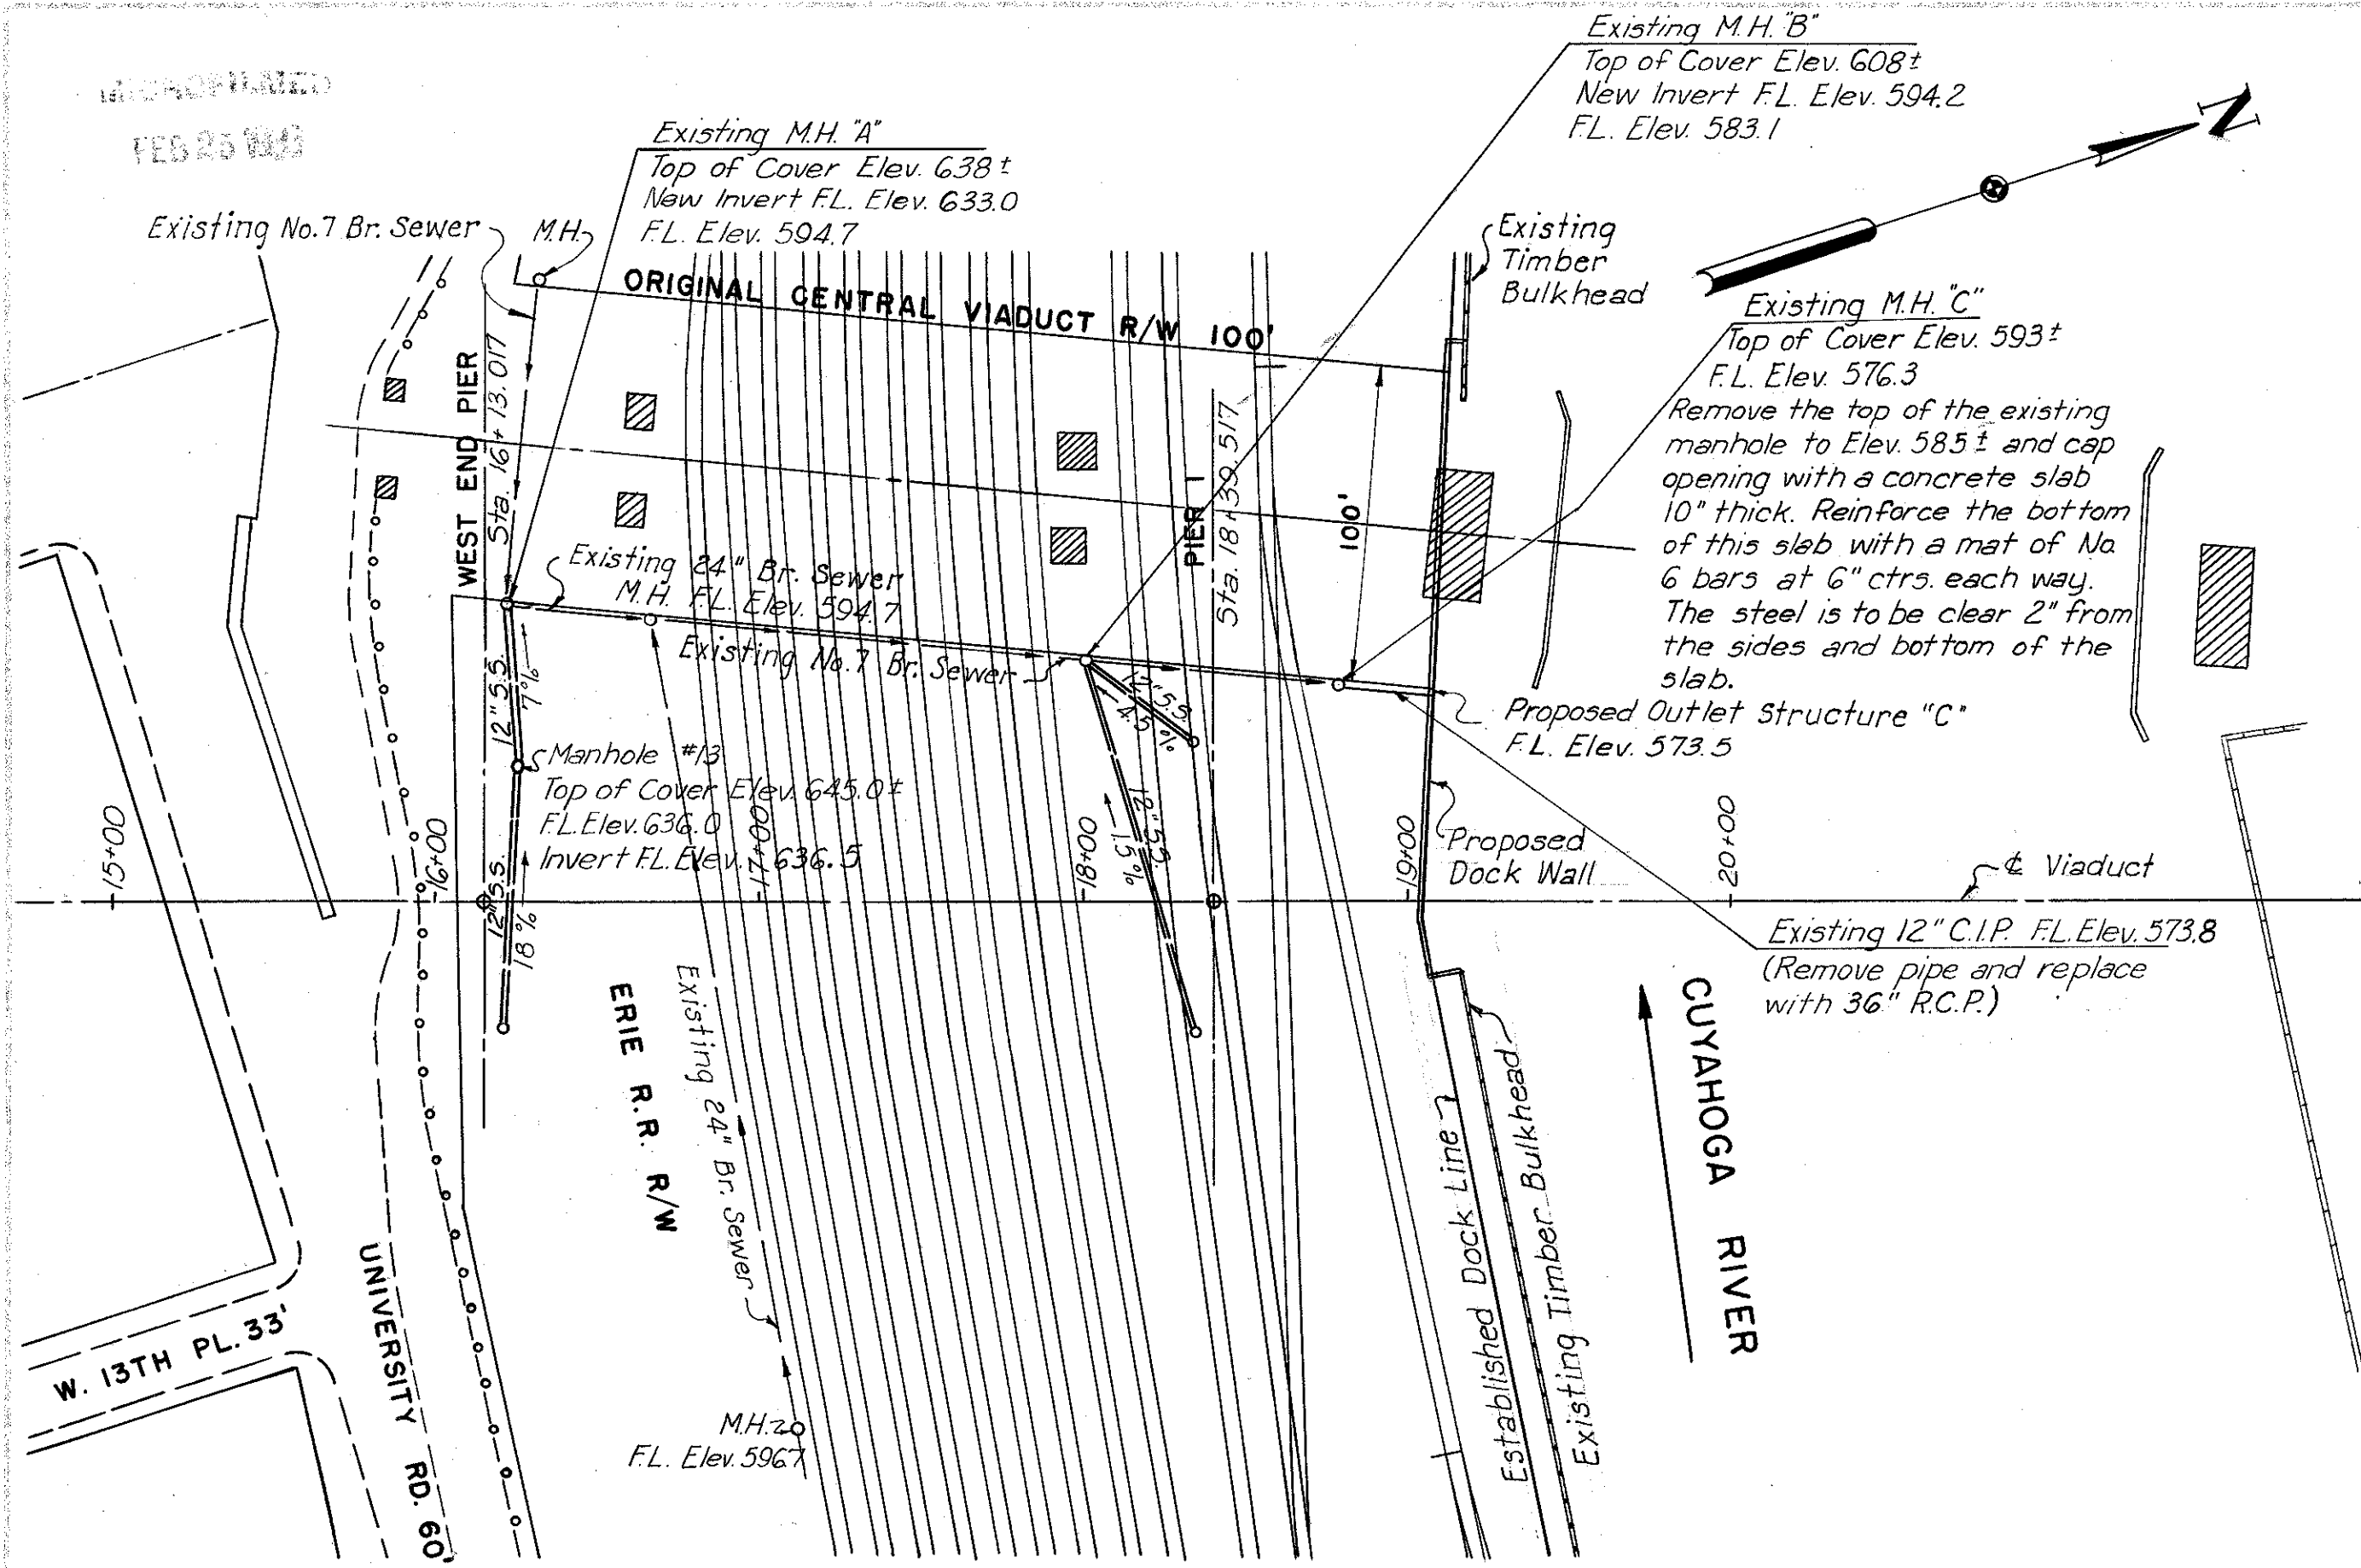 Existing M.H. "B"
Top of Cover Elev. 608±
New Invert F.L. Elev. 594.2
F.L. Elev. 583.1
MICROFILMED
FEB 25
Existing M.H. "A"
Top of Cover Elev. 638±
New Invert F.L. Elev. 633.0
F.L. Elev. 594.7
N
Existing No.7 Br. Sewer
M.H.
Existing
Timber
Bulkhead
ORIGINAL CENTRAL VIADUCT R/W 100'
Existing M.H. "C"
Top of Cover Elev. 593±
F.L. Elev. 576.3
Remove the top of the existing
manhole to Elev. 585± and cap
opening with a concrete slab
10" thick. Reinforce the bottom
of this slab with a mat of No.
6 bars at 6" ctrs. each way.
The steel is to be clear 2" from
the sides and bottom of the
slab.
WEST END PIER
Sta. 16+13.017
PIER 1
Sta. 18+39.517
100'
Existing 24" Br. Sewer
M.H. F.L. Elev. 594.7
Existing No.7 Br. Sewer
12" S.S.
7%
12" S.S.
4.5%
Proposed Outlet Structure "C"
F.L. Elev. 573.5
Manhole #13
Top of Cover Elev. 645.0±
F.L. Elev. 636.0
Invert F.L. Elev. 636.5
12" S.S.
18%
12" S.S.
1.5%
15+00
16+00
17+00
18+00
19+00
20+00
Proposed
Dock Wall
℄ Viaduct
Existing 12" C.I.P. F.L. Elev. 573.8
(Remove pipe and replace
with 36" R.C.P.)
ERIE R.R. R/W
Existing 24" Br. Sewer
CUYAHOGA RIVER
Established Dock Line
Existing Timber Bulkhead
W. 13TH PL. 33'
UNIVERSITY RD. 60'
M.H.
F.L. Elev. 596.7